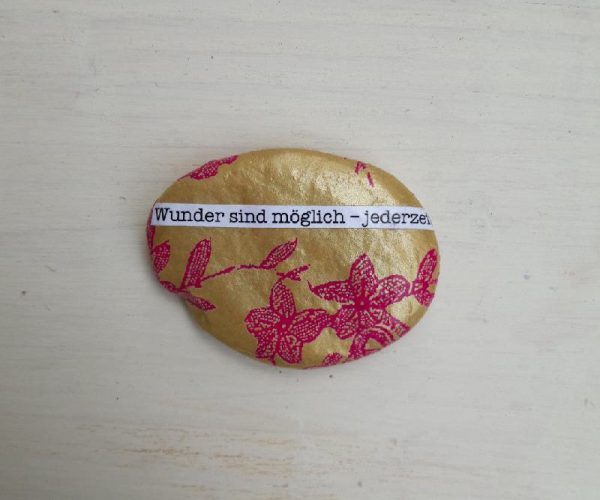 Wunder sind möglich – jederzeit